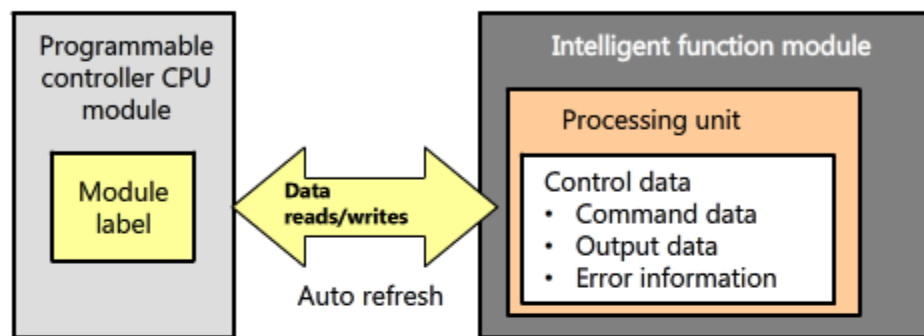 Programmable
controller CPU
module
Module
label
Data
reads/writes
Auto refresh
Intelligent function module
Processing unit
Control data
• Command data
• Output data
• Error information